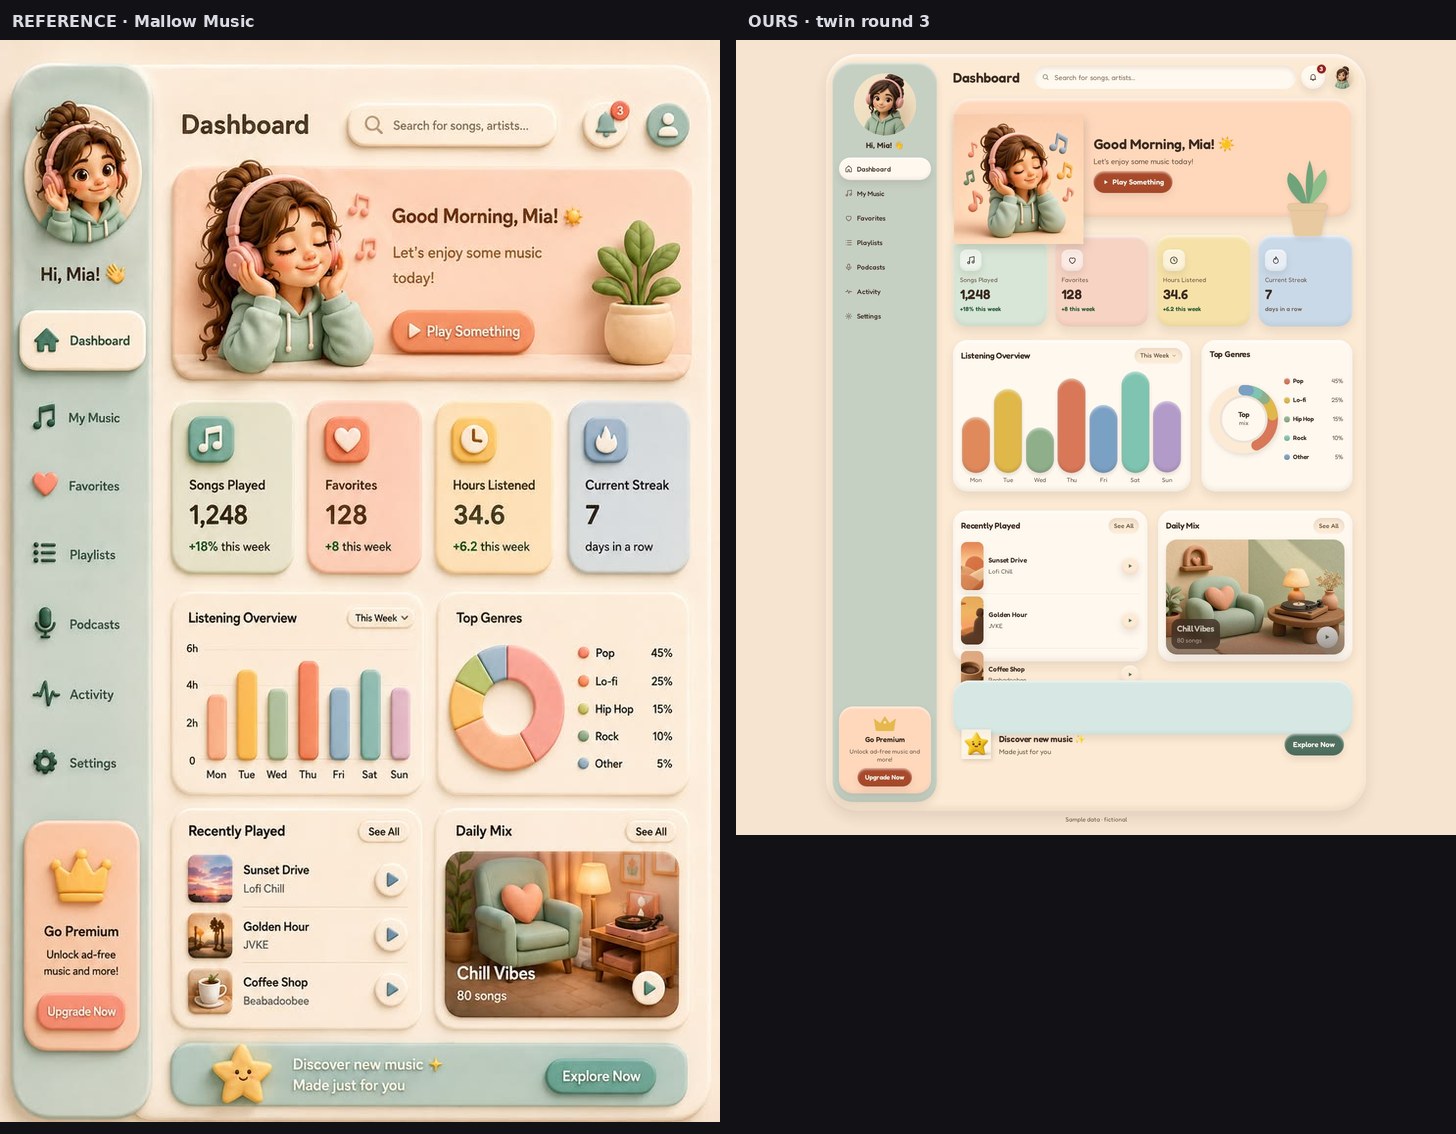 REFERENCE · Mallow Music
Hi, Mia! 👋
Dashboard
My Music
Favorites
Playlists
Podcasts
Activity
Settings
Go Premium
Unlock ad-free
music and more!
Upgrade Now
Dashboard
Search for songs, artists...
3
Good Morning, Mia! ☀️
Let's enjoy some music
today!
Play Something
Songs Played
1,248
+18% this week
Favorites
128
+8 this week
Hours Listened
34.6
+6.2 this week
Current Streak
7
days in a row
Listening Overview
This Week
6h
4h
2h
0
Mon Tue Wed Thu Fri Sat Sun
Top Genres
Pop 45%
Lo-fi 25%
Hip Hop 15%
Rock 10%
Other 5%
Recently Played
See All
Sunset Drive
Lofi Chill
Golden Hour
JVKE
Coffee Shop
Beabadoobee
Daily Mix
See All
Chill Vibes
80 songs
Discover new music ✨
Made just for you
Explore Now
OURS · twin round 3
Hi, Mia! 👋
Dashboard
My Music
Favorites
Playlists
Podcasts
Activity
Settings
Go Premium
Unlock ad-free music and
more!
Upgrade Now
Dashboard
Search for songs, artists...
3
Good Morning, Mia! ☀️
Let's enjoy some music today!
Play Something
Songs Played
1,248
+18% this week
Favorites
128
+8 this week
Hours Listened
34.6
+6.2 this week
Current Streak
7
days in a row
Listening Overview
This Week
Mon Tue Wed Thu Fri Sat Sun
Top Genres
Top
mix
Pop 45%
Lo-fi 25%
Hip Hop 15%
Rock 10%
Other 5%
Recently Played
See All
Sunset Drive
Lofi Chill
Golden Hour
JVKE
Coffee Shop
Beabadoobee
Daily Mix
See All
Chill Vibes
80 songs
Discover new music ✨
Made just for you
Explore Now
Sample data · Fictional